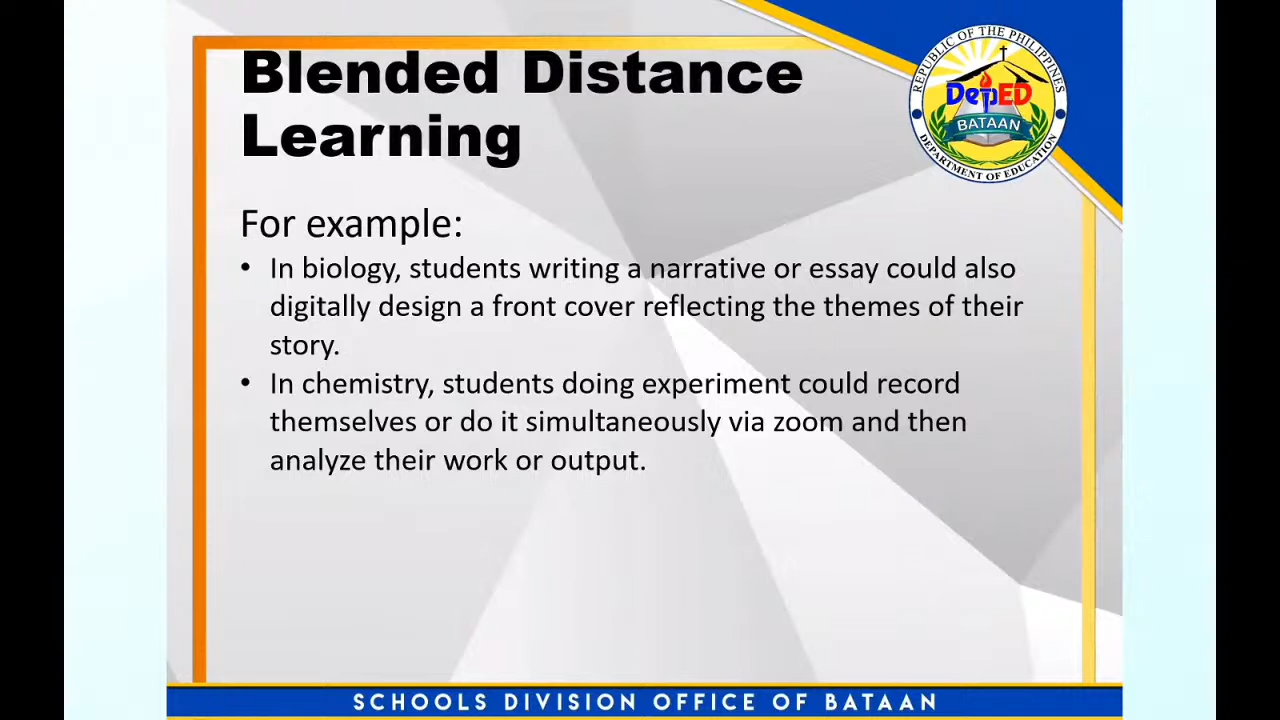 Blended Distance
Learning
REPUBLIC OF THE PHILIPPINES
DepED
BATAAN
DEPARTMENT OF EDUCATION
For example:
• In biology, students writing a narrative or essay could also
digitally design a front cover reflecting the themes of their
story.
• In chemistry, students doing experiment could record
themselves or do it simultaneously via zoom and then
analyze their work or output.
SCHOOLS DIVISION OFFICE OF BATAAN